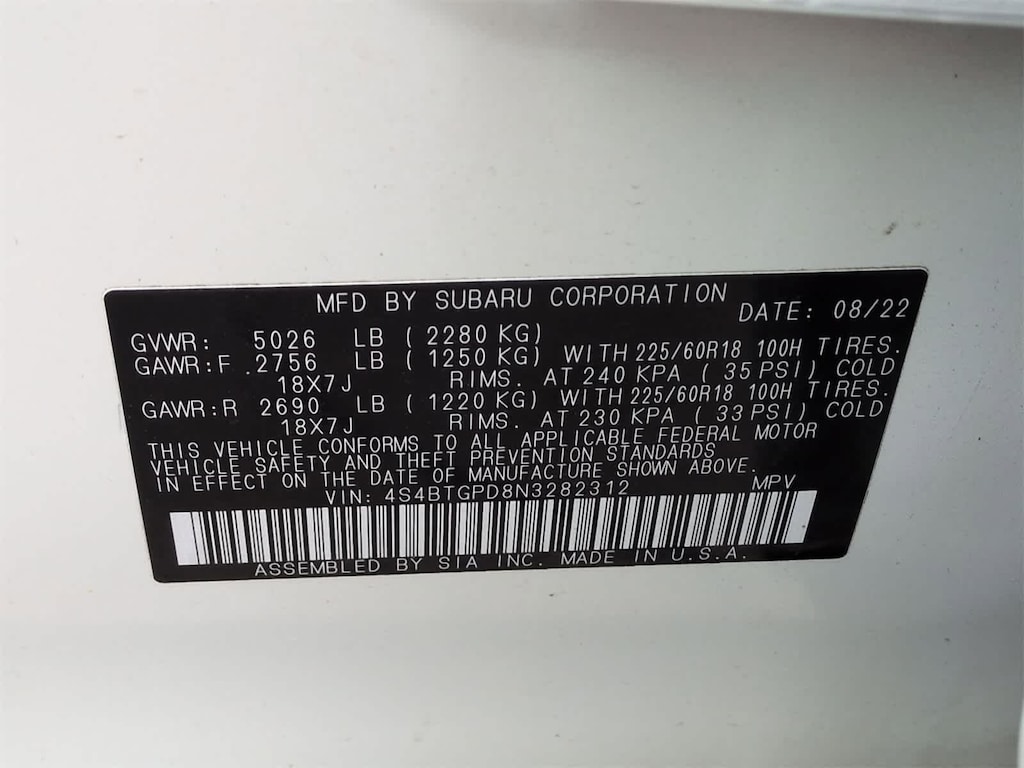 MFD BY SUBARU CORPORATION DATE: 08/22
GVWR: 5026 LB ( 2280 KG)
GAWR:F 2756 LB ( 1250 KG) WITH 225/60R18 100H TIRES.
18X7J RIMS. AT 240 KPA ( 35 PSI) COLD
GAWR:R 2690 LB ( 1220 KG) WITH 225/60R18 100H TIRES.
18X7J RIMS. AT 230 KPA ( 33 PSI) COLD
THIS VEHICLE CONFORMS TO ALL APPLICABLE FEDERAL MOTOR
VEHICLE SAFETY AND THEFT PREVENTION STANDARDS
IN EFFECT ON THE DATE OF MANUFACTURE SHOWN ABOVE.
VIN: 4S4BTGPD8N3282312 MPV
ASSEMBLED BY SIA INC. MADE IN U.S.A.